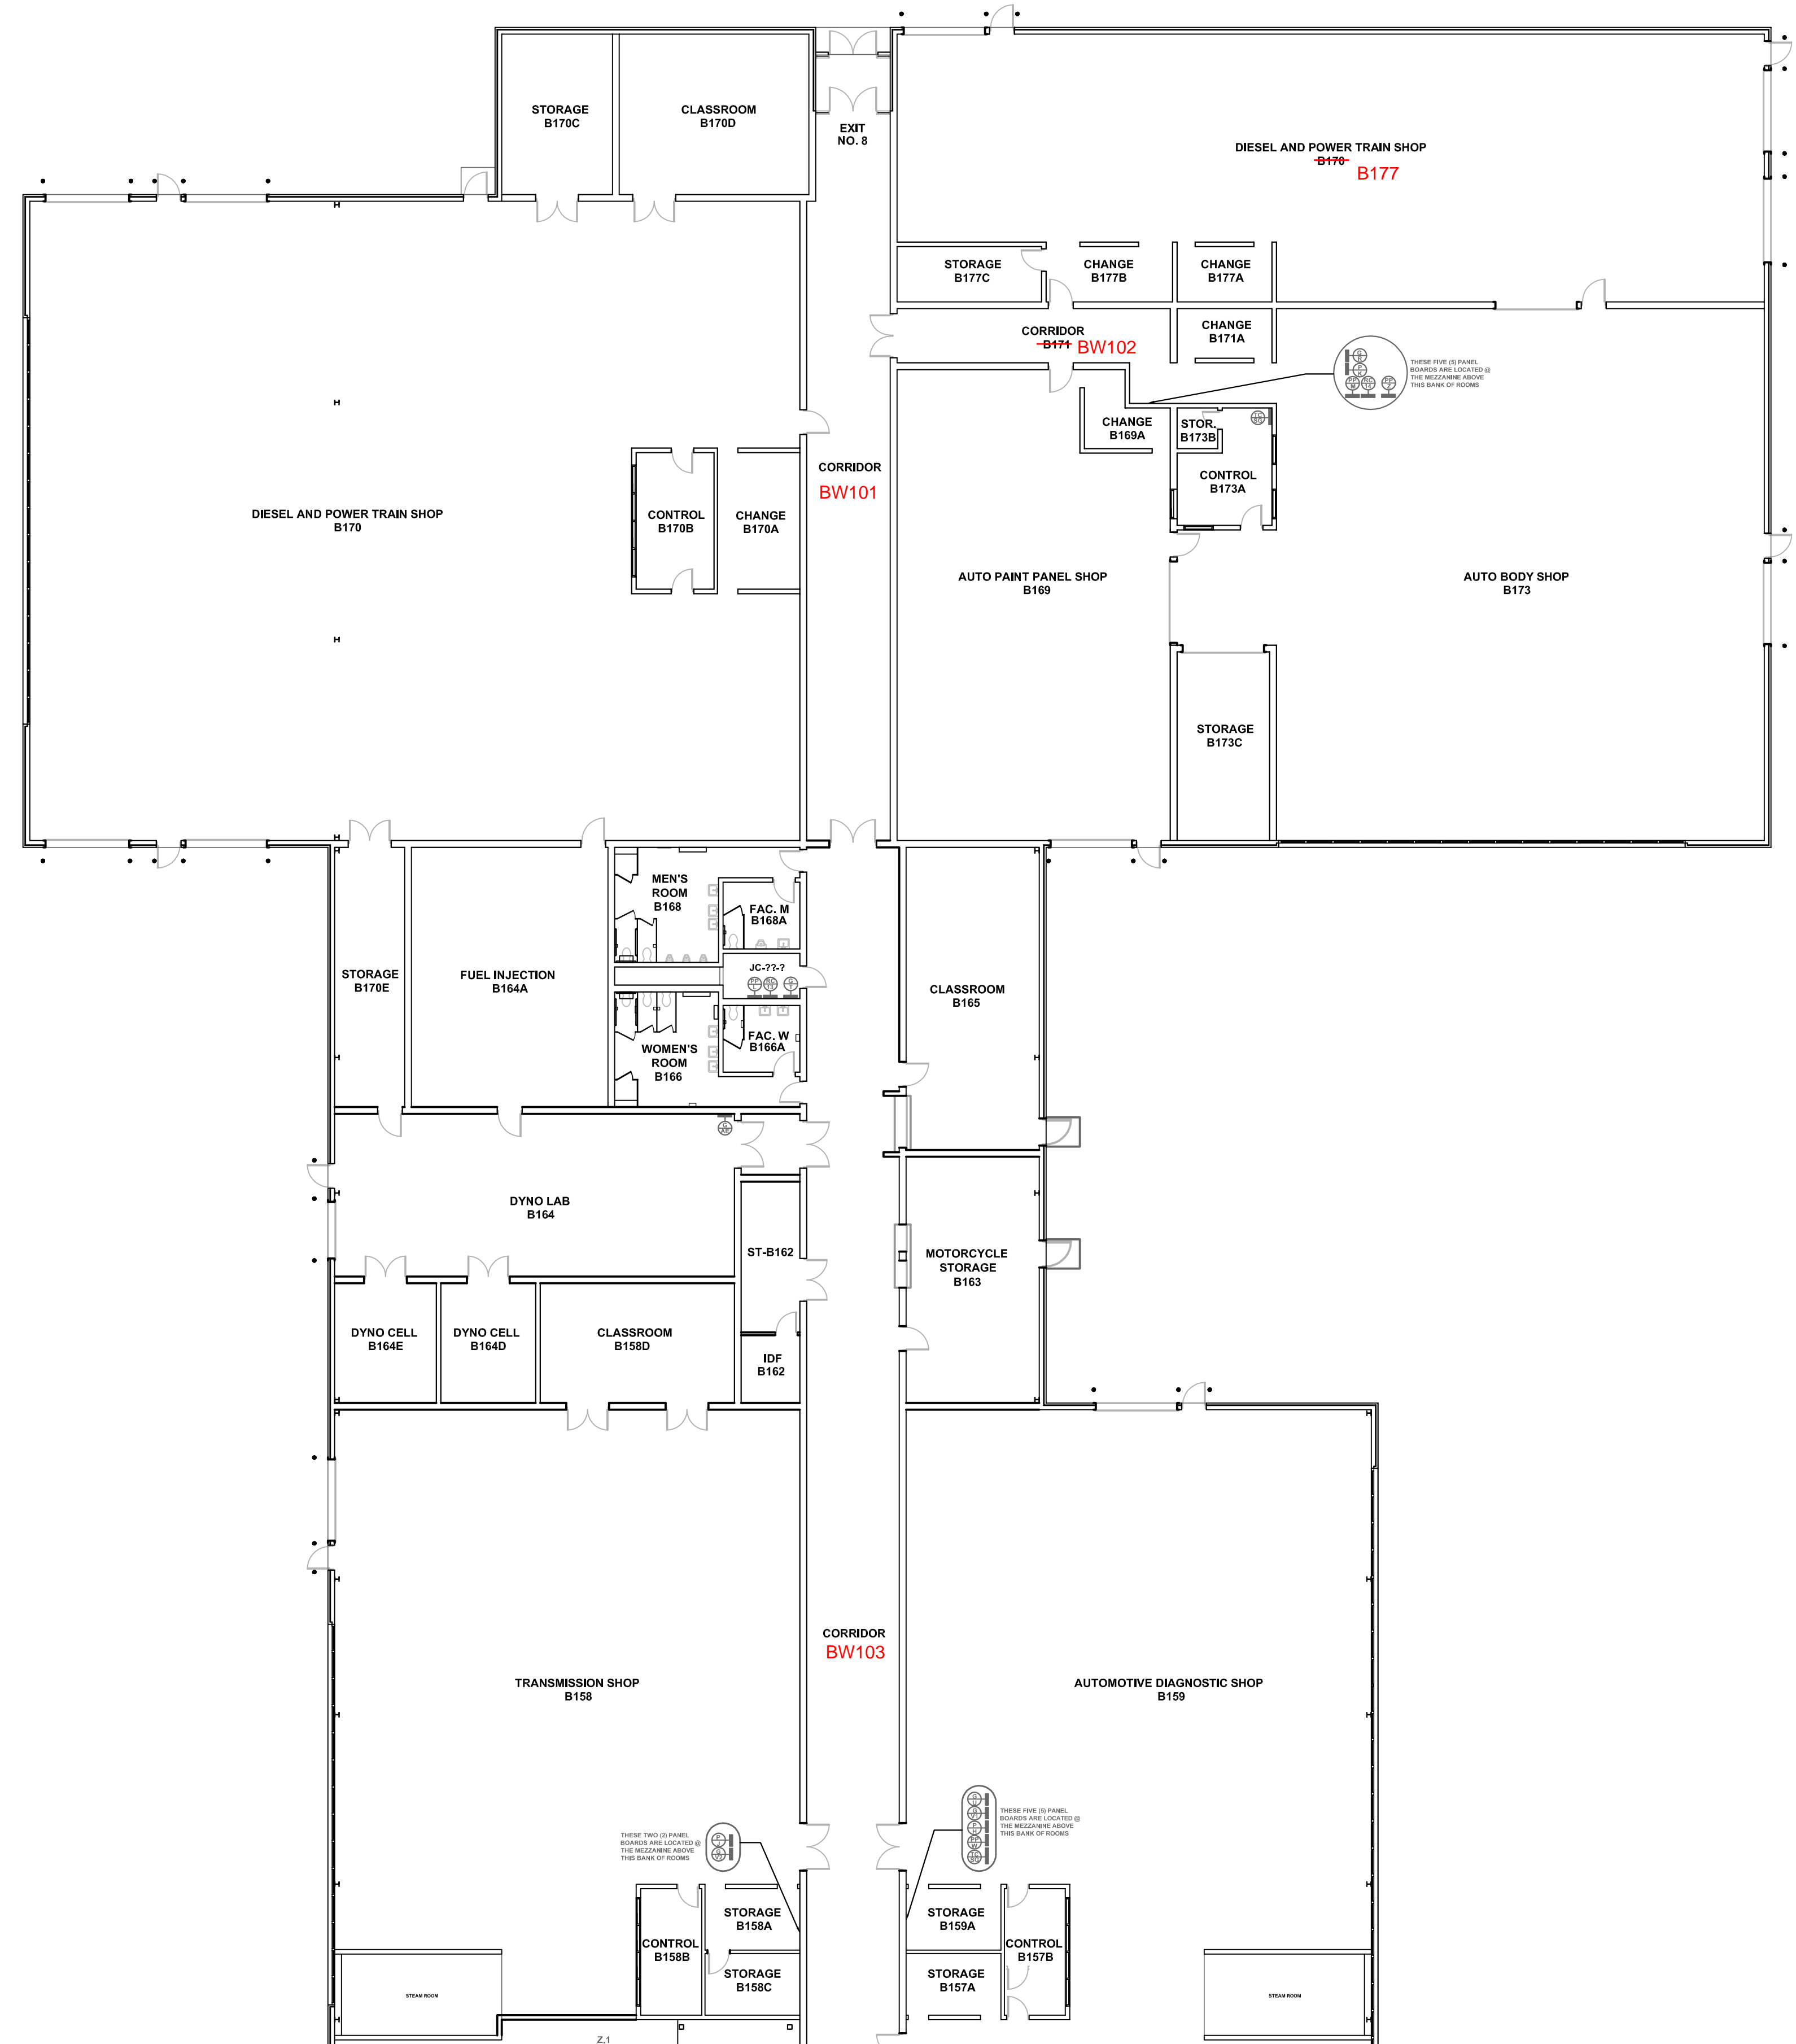 STORAGE
B170C
CLASSROOM
B170D
EXIT
NO. 8
DIESEL AND POWER TRAIN SHOP
B170
B177
STORAGE
B177C
CHANGE
B177B
CHANGE
B177A
CORRIDOR
B171
BW102
CHANGE
B171A
THESE FIVE (5) PANEL
BOARDS ARE LOCATED @
THE MEZZANINE ABOVE
THIS BANK OF ROOMS
CHANGE
B169A
STOR.
B173B
CONTROL
B173A
CORRIDOR
BW101
DIESEL AND POWER TRAIN SHOP
B170
CONTROL
B170B
CHANGE
B170A
AUTO PAINT PANEL SHOP
B169
AUTO BODY SHOP
B173
STORAGE
B173C
MEN'S
ROOM
B168
FAC. M
B168A
JC-??-?
STORAGE
B170E
FUEL INJECTION
B164A
CLASSROOM
B165
WOMEN'S
ROOM
B166
FAC. W
B166A
DYNO LAB
B164
ST-B162
MOTORCYCLE
STORAGE
B163
DYNO CELL
B164E
DYNO CELL
B164D
CLASSROOM
B158D
IDF
B162
CORRIDOR
BW103
TRANSMISSION SHOP
B158
AUTOMOTIVE DIAGNOSTIC SHOP
B159
THESE TWO (2) PANEL
BOARDS ARE LOCATED @
THE MEZZANINE ABOVE
THIS BANK OF ROOMS
THESE FIVE (5) PANEL
BOARDS ARE LOCATED @
THE MEZZANINE ABOVE
THIS BANK OF ROOMS
STORAGE
B158A
CONTROL
B158B
STORAGE
B158C
STORAGE
B159A
CONTROL
B157B
STORAGE
B157A
STEAM ROOM
STEAM ROOM
Z,1